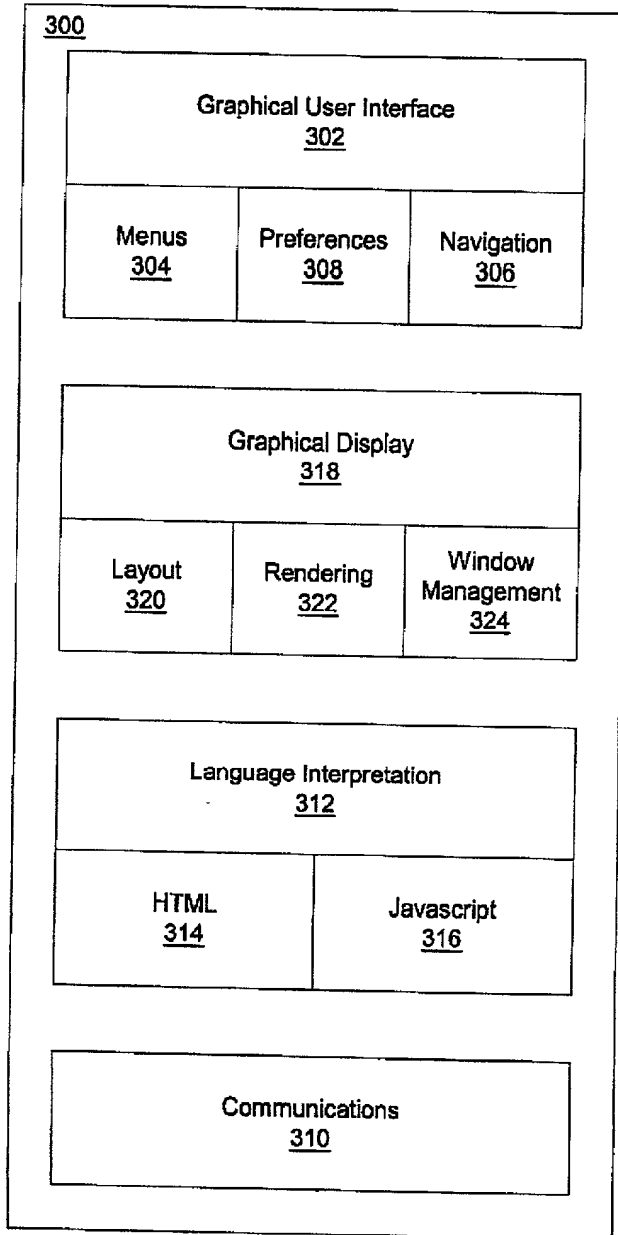 300
Graphical User Interface
302
Menus
304
Preferences
308
Navigation
306
Graphical Display
318
Layout
320
Rendering
322
Window
Management
324
Language Interpretation
312
HTML
314
Javascript
316
Communications
310